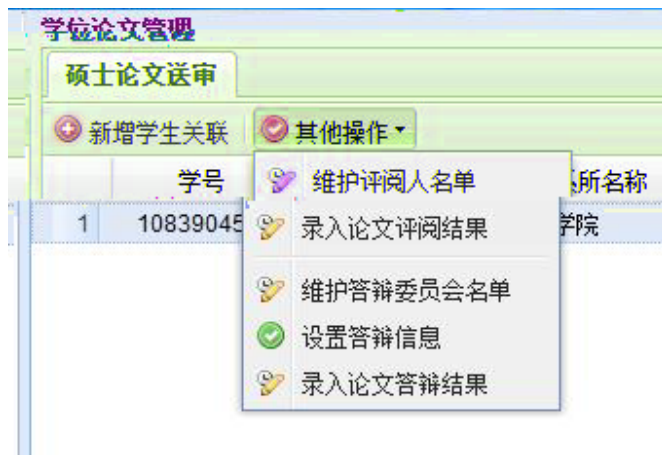 学位论文管理
硕士论文送审
新增学生关联 其他操作
学号 系所名称
维护评阅人名单
1 10839045 学院
录入论文评阅结果
维护答辩委员会名单
设置答辩信息
录入论文答辩结果